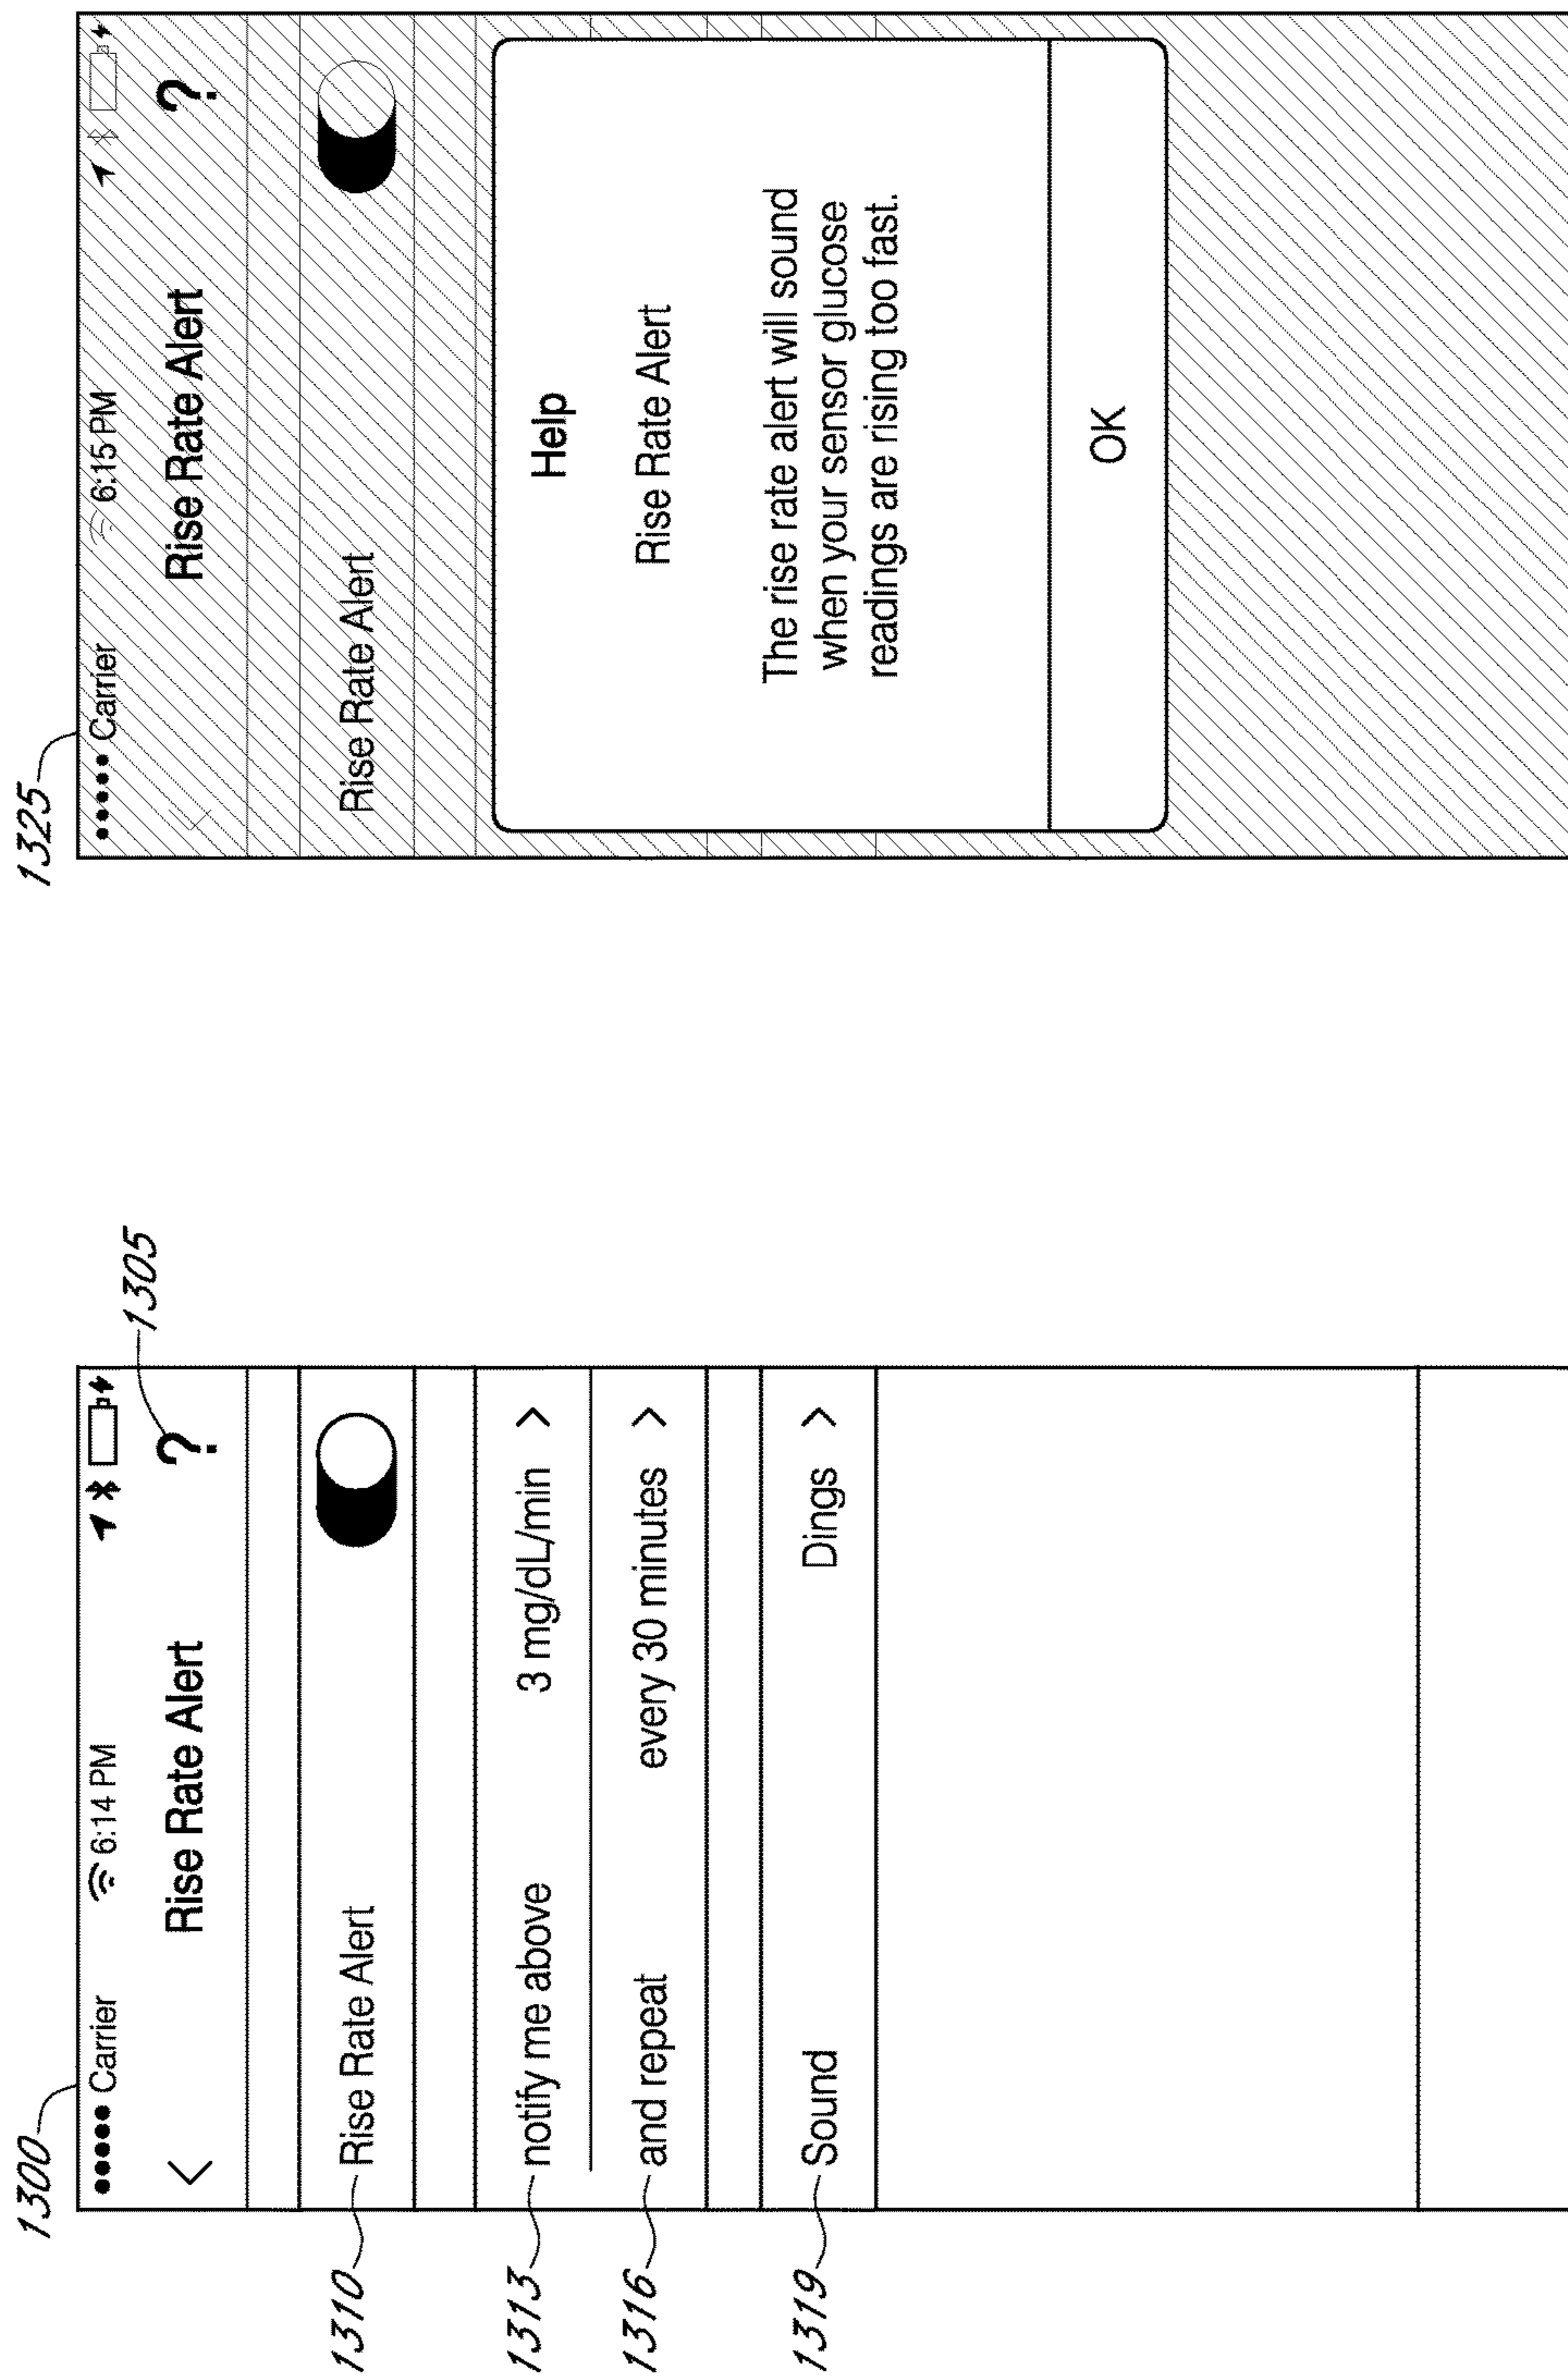 1300
••••• Carrier 6:14 PM
< Rise Rate Alert ?
1305
1310 Rise Rate Alert
1313 notify me above 3 mg/dL/min >
1316 and repeat every 30 minutes >
1319 Sound Dings >
1325
••••• Carrier 6:15 PM
< Rise Rate Alert ?
Rise Rate Alert
Help
Rise Rate Alert
The rise rate alert will sound
when your sensor glucose
readings are rising too fast.
OK